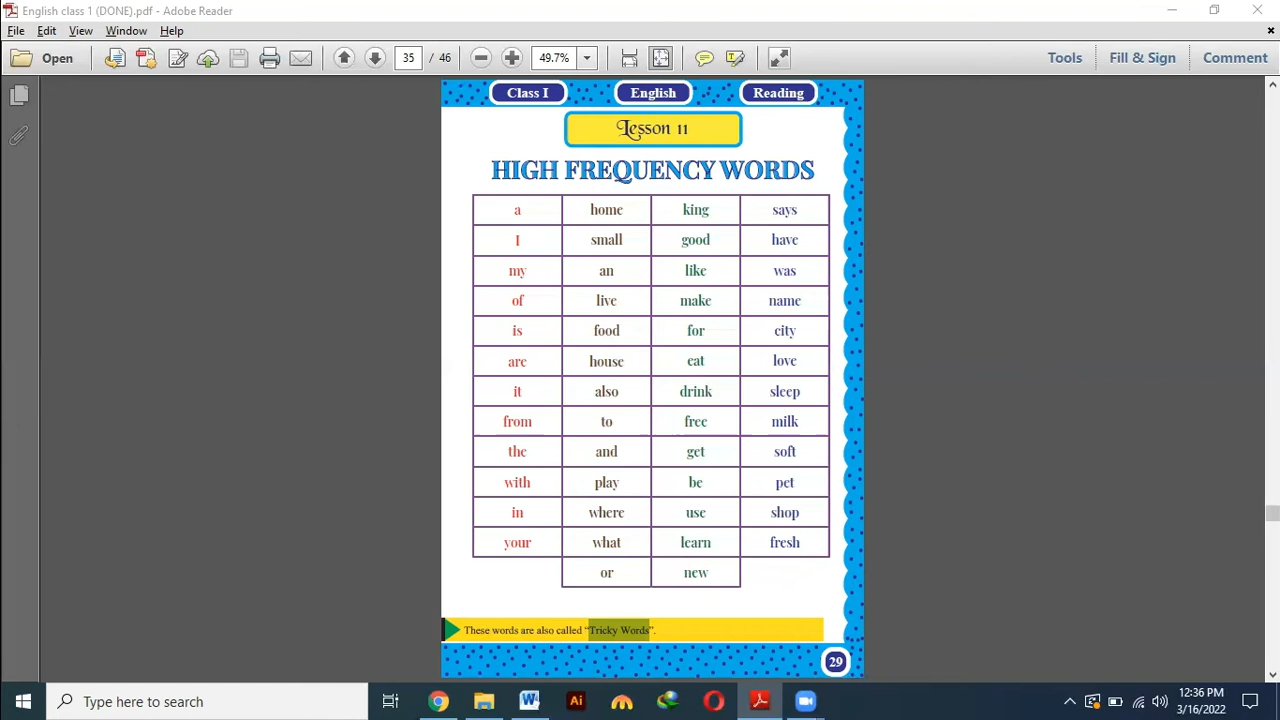 English class 1 (DONE).pdf - Adobe Reader
File Edit View Window Help
Open 35 / 46 49.7% Tools Fill & Sign Comment
Class I English Reading
Lesson 11
HIGH FREQUENCY WORDS
a home king says
I small good have
my an like was
of live make name
is food for city
are house eat love
it also drink sleep
from to free milk
the and get soft
with play be pet
in where use shop
your what learn fresh
or new
These words are also called “Tricky Words”.
29
Type here to search
12:36 PM
3/16/2022